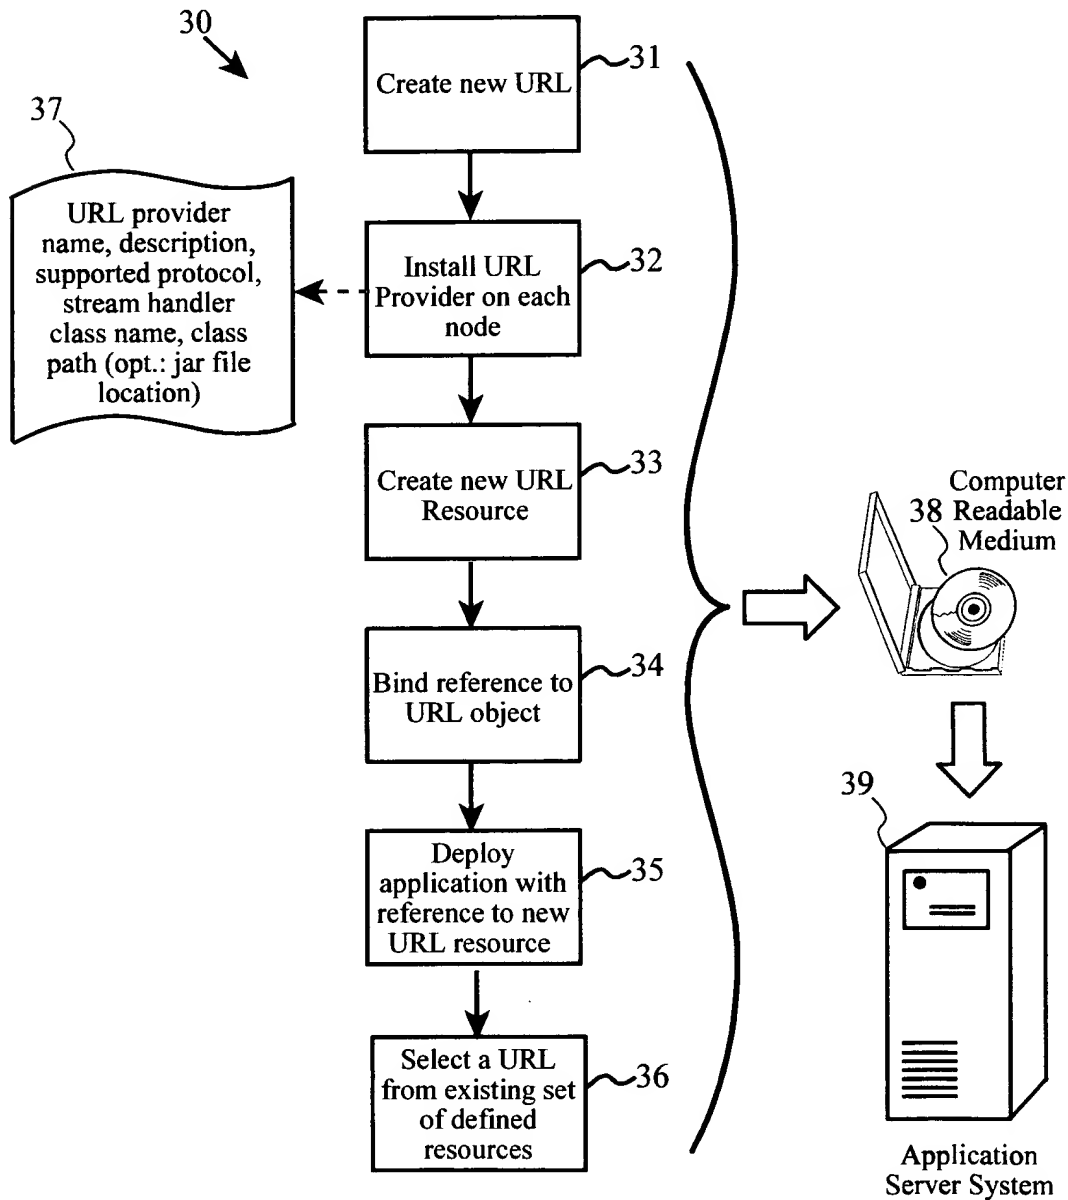 30
31
Create new URL
37
URL provider
name, description,
supported protocol,
stream handler
class name, class
path (opt.: jar file
location)
32
Install URL
Provider on each
node
33
Create new URL
Resource
34
Bind reference to
URL object
35
Deploy
application with
reference to new
URL resource
36
Select a URL
from existing set
of defined
resources
38
Computer
Readable
Medium
39
Application
Server System